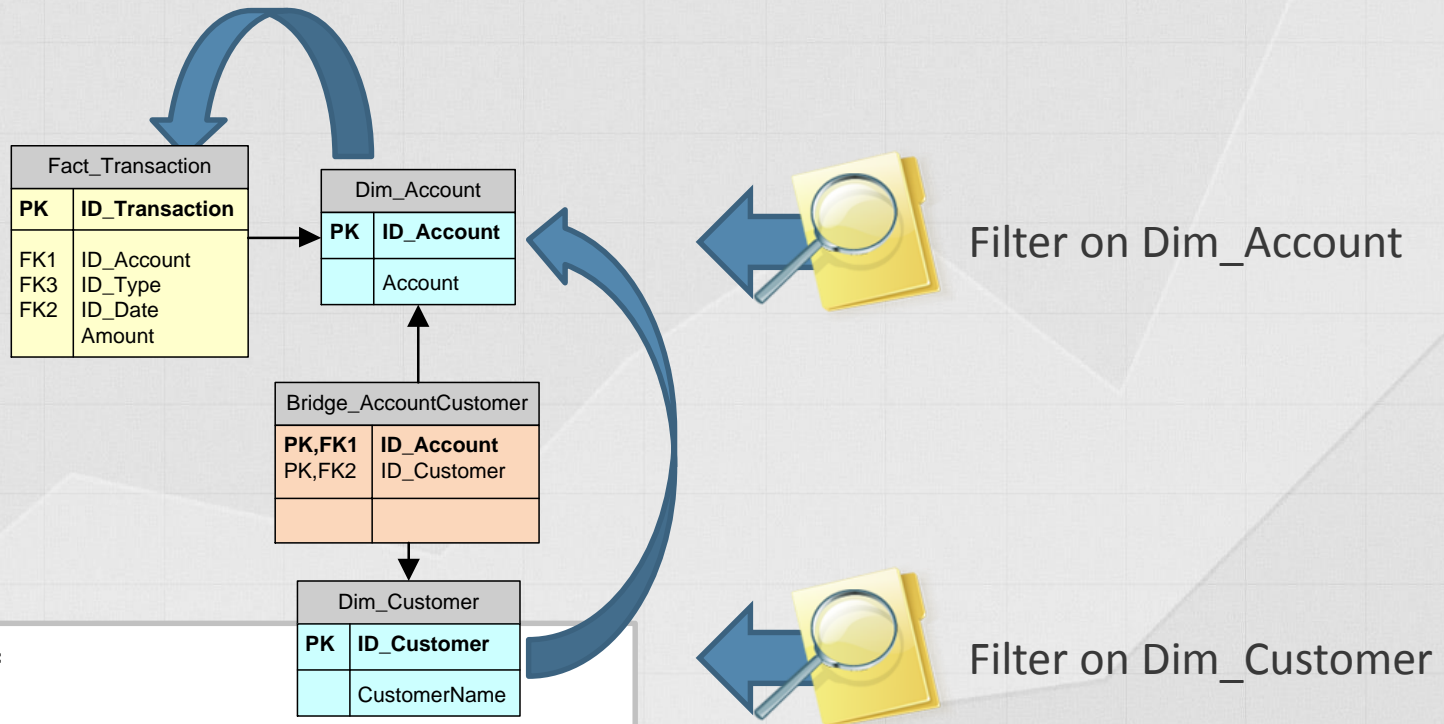 Fact_Transaction
PK ID_Transaction
FK1 ID_Account
FK3 ID_Type
FK2 ID_Date
Amount
Dim_Account
PK ID_Account
Account
Filter on Dim_Account
Bridge_AccountCustomer
PK,FK1 ID_Account
PK,FK2 ID_Customer
Dim_Customer
PK ID_Customer
CustomerName
Filter on Dim_Customer